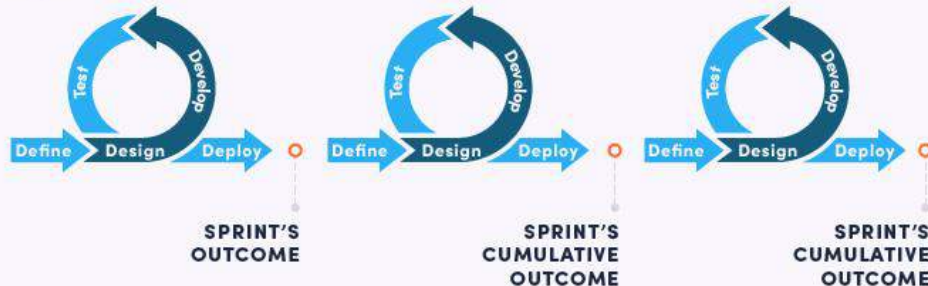 Test
Develop
Define
Design
Deploy
SPRINT'S
OUTCOME
Test
Develop
Define
Design
Deploy
SPRINT'S
CUMULATIVE
OUTCOME
Test
Develop
Define
Design
Deploy
SPRINT'S
CUMULATIVE
OUTCOME